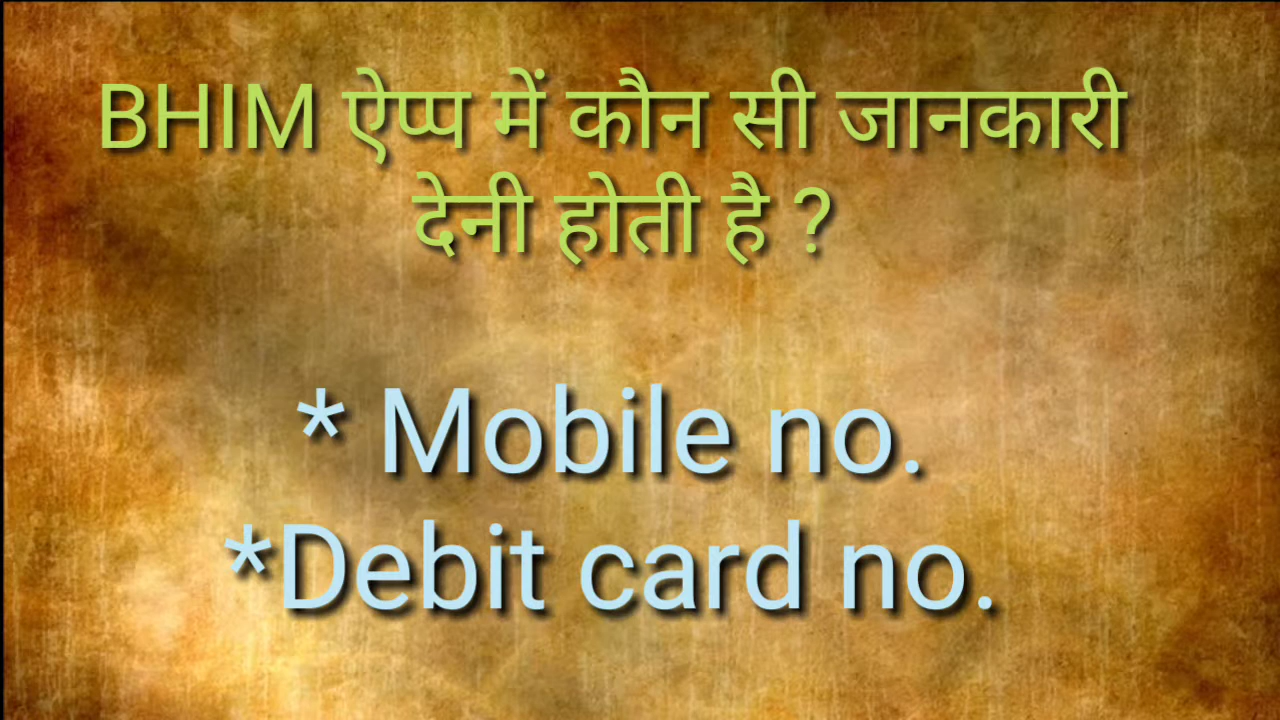 BHIM ऐप्प में कौन सी जानकारी
देनी होती है ?
* Mobile no.
*Debit card no.